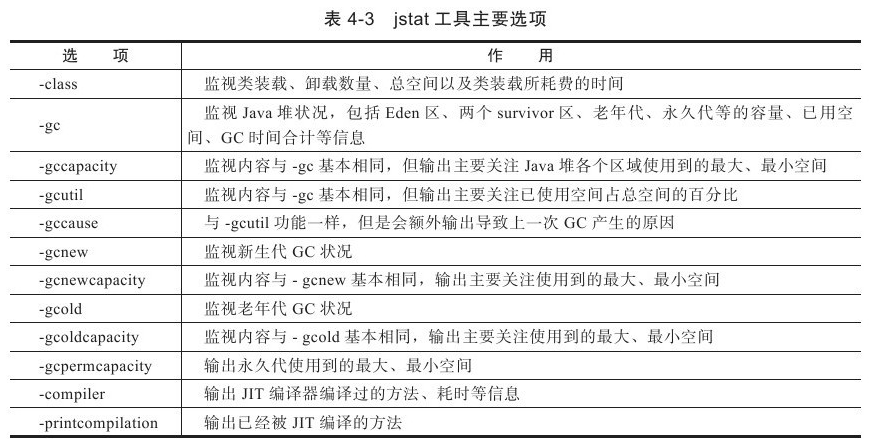 表 4-3 jstat 工具主要选项
选 项 作 用
-class 监视类装载、卸载数量、总空间以及类装载所耗费的时间
-gc 监视 Java 堆状况，包括 Eden 区、两个 survivor 区、老年代、永久代等的容量、已用空
间、GC 时间合计等信息
-gccapacity 监视内容与 -gc 基本相同，但输出主要关注 Java 堆各个区域使用到的最大、最小空间
-gcutil 监视内容与 -gc 基本相同，但输出主要关注已使用空间占总空间的百分比
-gccause 与 -gcutil 功能一样，但是会额外输出导致上一次 GC 产生的原因
-gcnew 监视新生代 GC 状况
-gcnewcapacity 监视内容与 - gcnew 基本相同，输出主要关注使用到的最大、最小空间
-gcold 监视老年代 GC 状况
-gcoldcapacity 监视内容与 - gcold 基本相同，输出主要关注使用到的最大、最小空间
-gcpermcapacity 输出永久代使用到的最大、最小空间
-compiler 输出 JIT 编译器编译过的方法、耗时等信息
-printcompilation 输出已经被 JIT 编译的方法